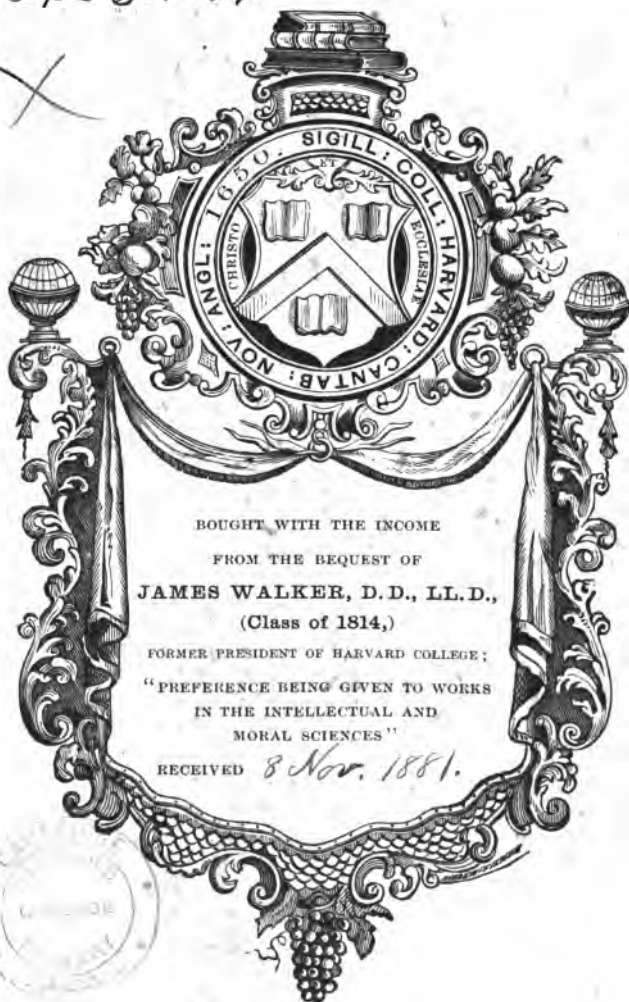 SIGILL: COLL: HARVARD: CANTAB: NOV: ANGL: 1650.
ET
CHRISTO
ECCLESIAE
BOUGHT WITH THE INCOME
FROM THE BEQUEST OF
JAMES WALKER, D.D., LL.D.,
(Class of 1814,)
FORMER PRESIDENT OF HARVARD COLLEGE;
"PREFERENCE BEING GIVEN TO WORKS
IN THE INTELLECTUAL AND
MORAL SCIENCES"
RECEIVED 8 Nov. 1881.